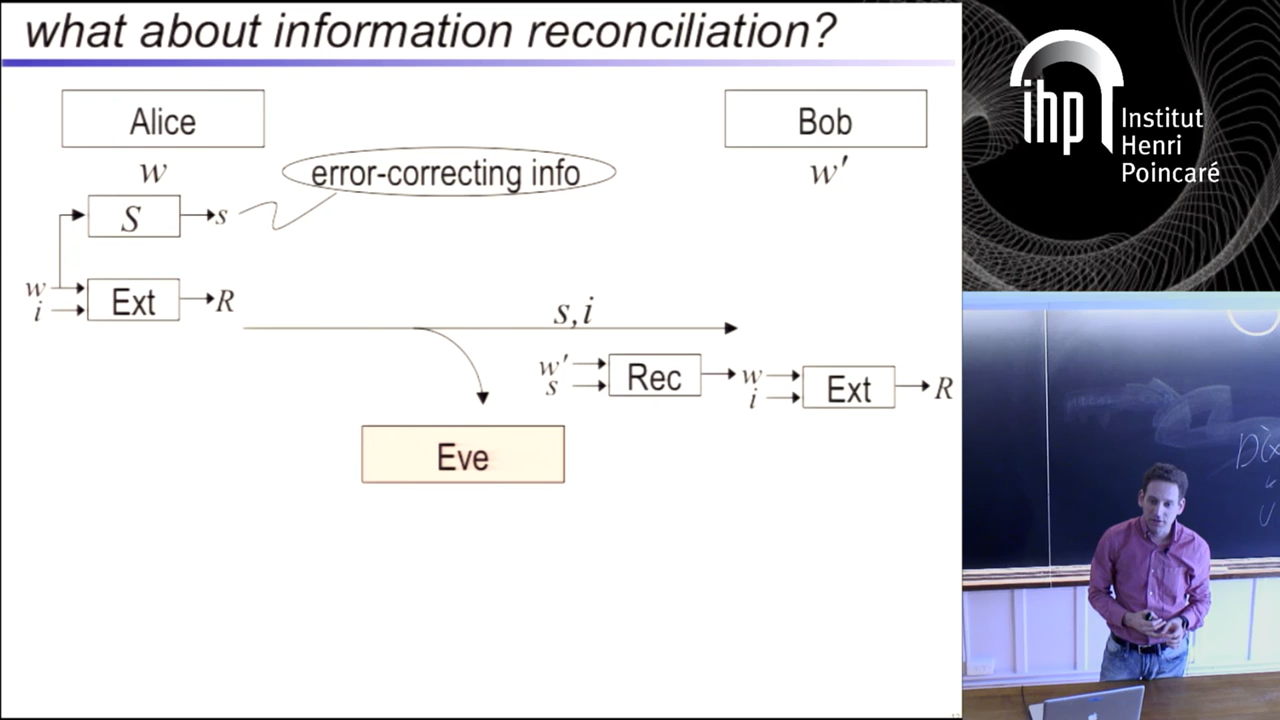 what about information reconciliation?
Alice
Bob
w
error-correcting info
w′
S
s
w
i
Ext
R
s,i
w′
s
Rec
w
i
Ext
R
Eve
ihp
Institut
Henri
Poincaré